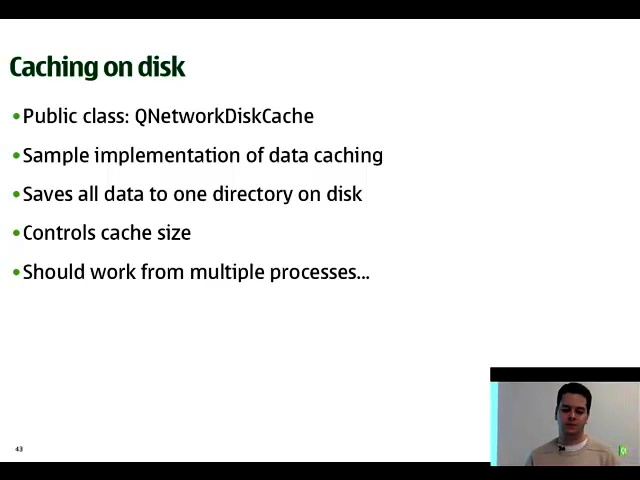 Caching on disk
•Public class: QNetworkDiskCache
•Sample implementation of data caching
•Saves all data to one directory on disk
•Controls cache size
•Should work from multiple processes...
43